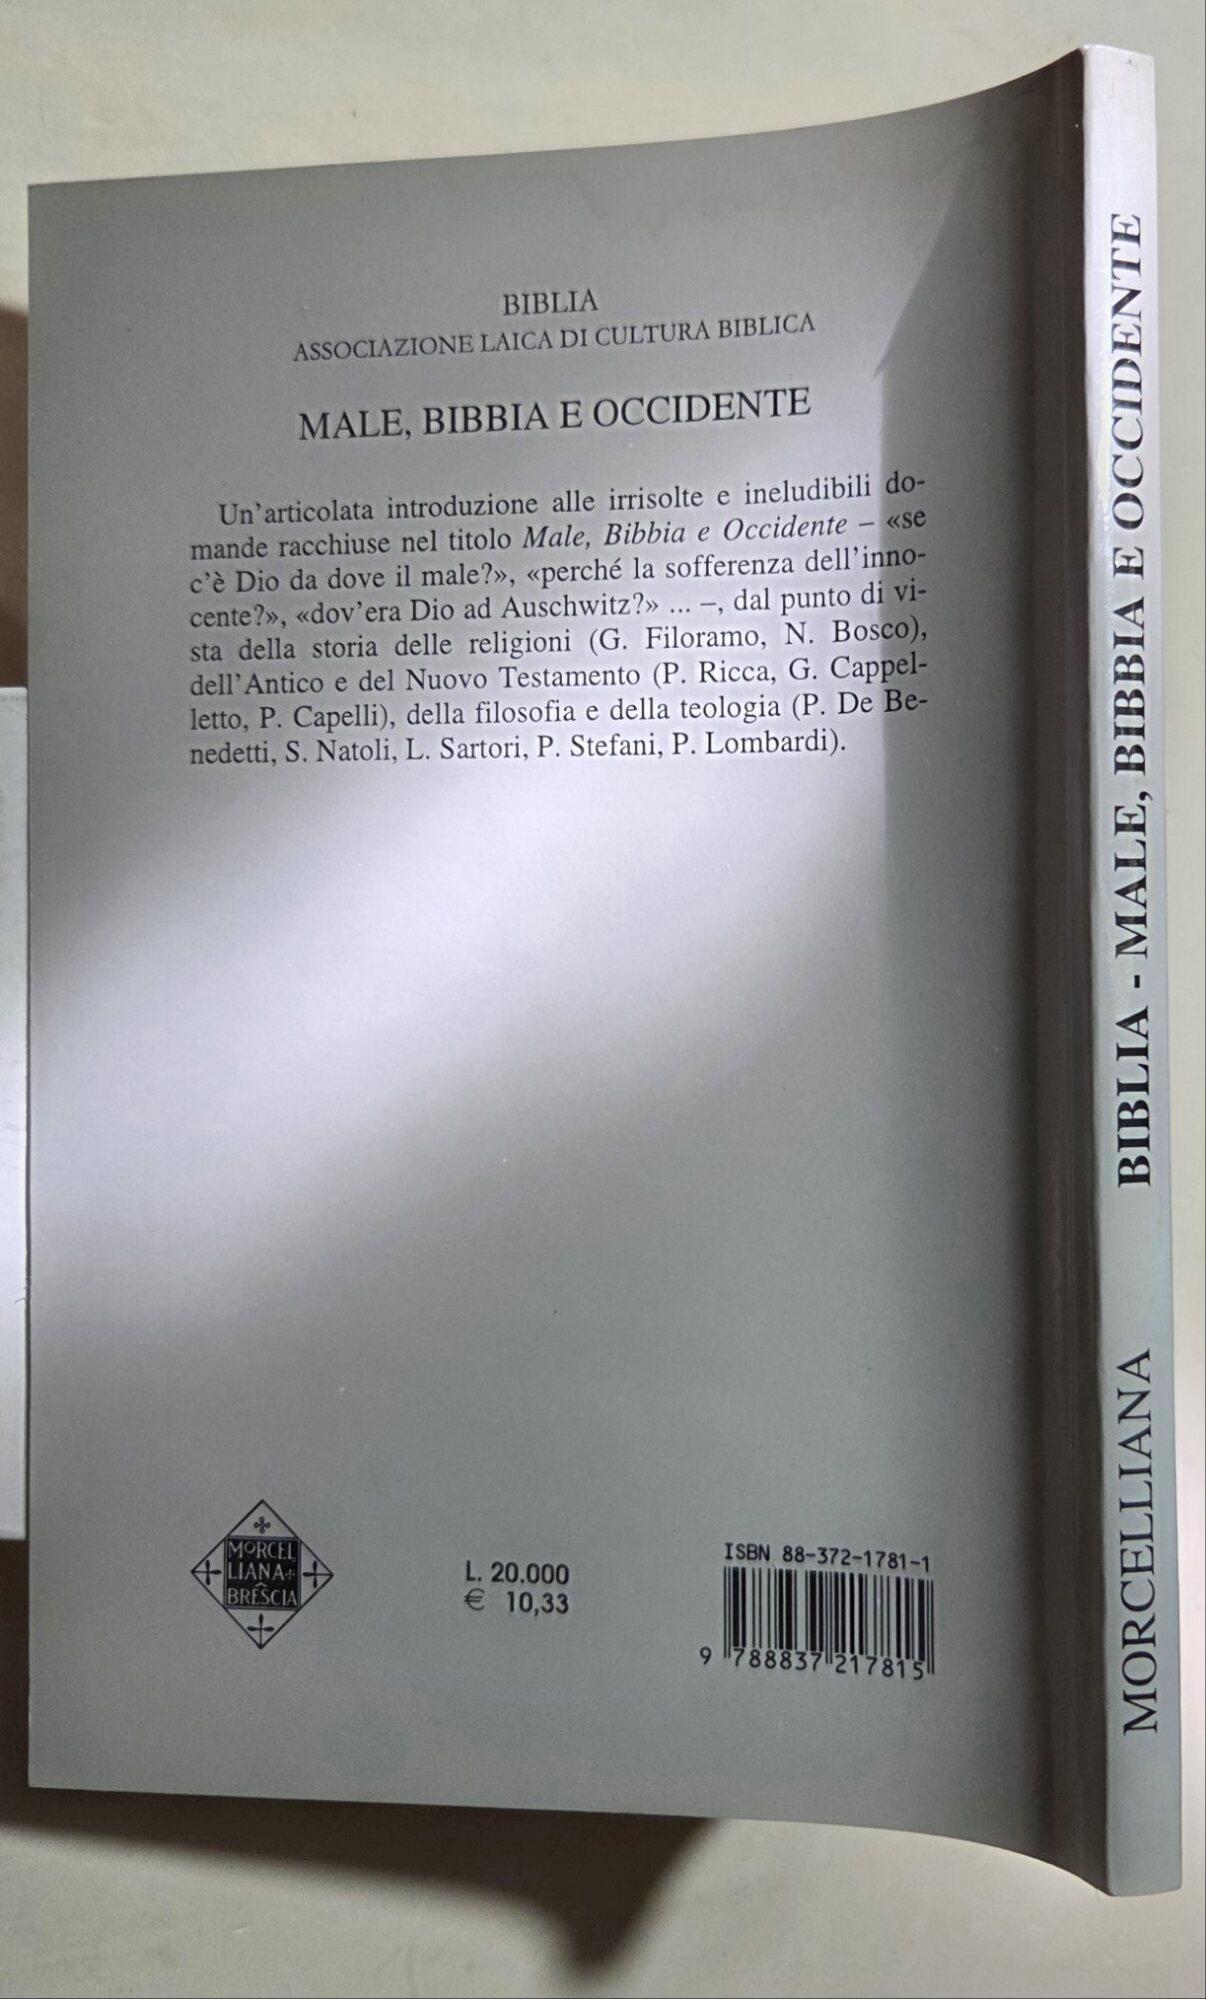 BIBLIA
ASSOCIAZIONE LAICA DI CULTURA BIBLICA
MALE, BIBBIA E OCCIDENTE
Un'articolata introduzione alle irrisolte e ineludibili do-
mande racchiuse nel titolo Male, Bibbia e Occidente – «se
c'è Dio da dove il male?», «perché la sofferenza dell'inno-
cente?», «dov'era Dio ad Auschwitz?» ... –, dal punto di vi-
sta della storia delle religioni (G. Filoramo, N. Bosco),
dell'Antico e del Nuovo Testamento (P. Ricca, G. Cappel-
letto, P. Capelli), della filosofia e della teologia (P. De Be-
nedetti, S. Natoli, L. Sartori, P. Stefani, P. Lombardi).
MORCEL
LIANA
BRÊSCIA
L. 20.000
€ 10,33
ISBN 88-372-1781-1
9 788837 217815
MORCELLIANA BIBLIA - MALE, BIBBIA E OCCIDENTE